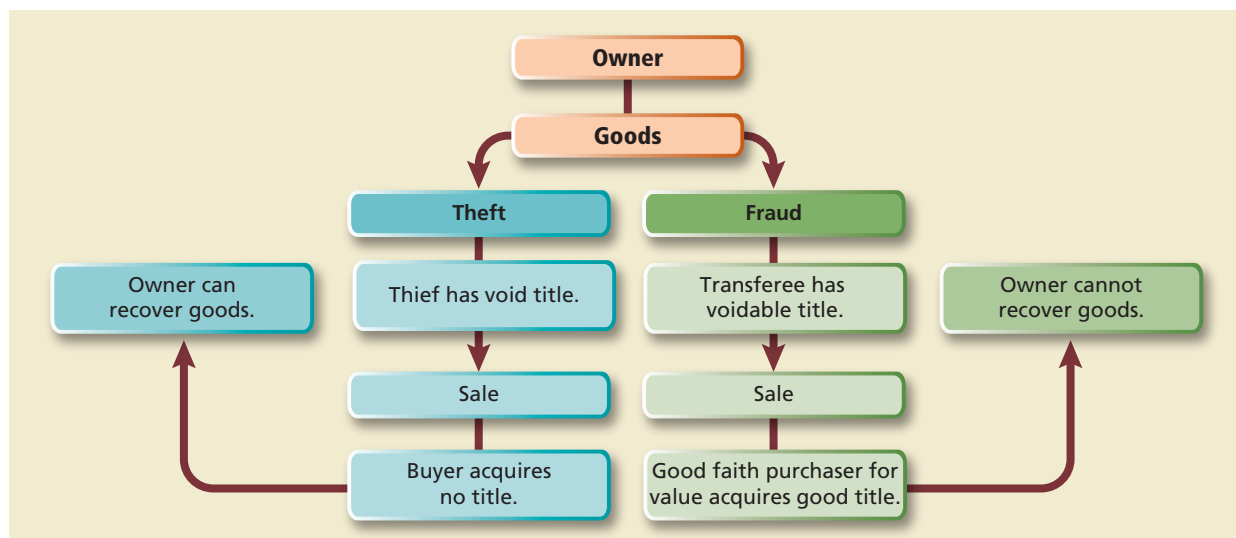 Owner
Goods
Theft
Fraud
Owner can
recover goods.
Thief has void title.
Transferee has
voidable title.
Owner cannot
recover goods.
Sale
Sale
Buyer acquires
no title.
Good faith purchaser for
value acquires good title.